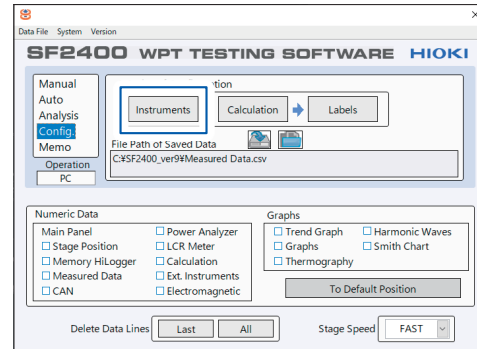 Data File System Version
SF2400 WPT TESTING SOFTWARE HIOKI
Manual
Auto
Analysis
Config.
Memo
Operation
PC
Instruments
Calculation
Labels
File Path of Saved Data
C:¥SF2400_ver9¥Measured Data.csv
Numeric Data
Main Panel
Stage Position
Memory HiLogger
Measured Data
CAN
Power Analyzer
LCR Meter
Calculation
Ext. Instruments
Electromagnetic
Graphs
Trend Graph
Graphs
Thermography
Harmonic Waves
Smith Chart
To Default Position
Delete Data Lines Last All
Stage Speed FAST